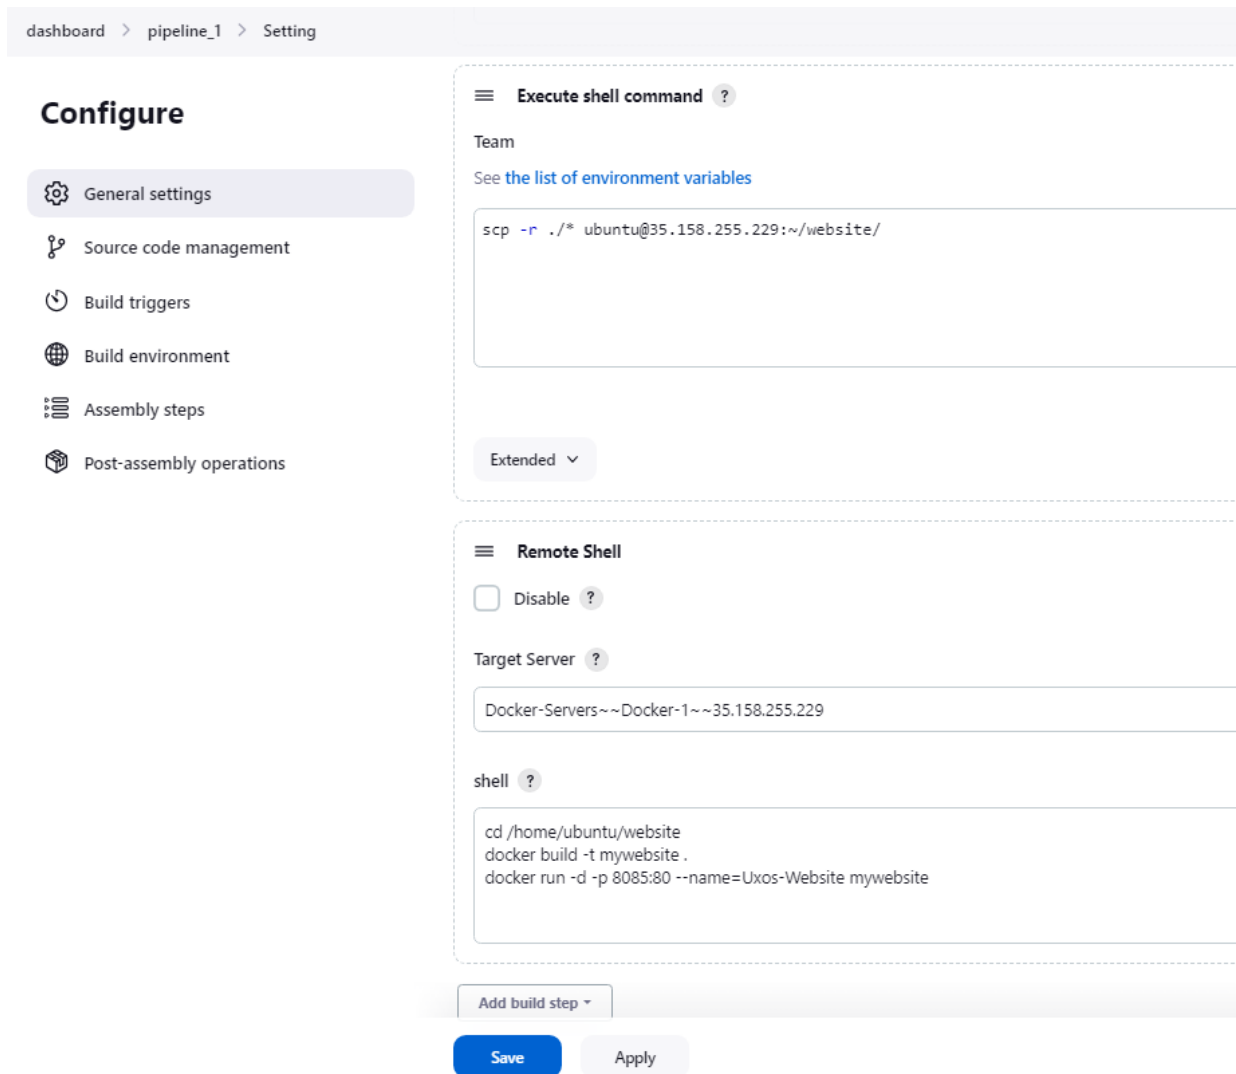 dashboard > pipeline_1 > Setting
Configure
General settings
Source code management
Build triggers
Build environment
Assembly steps
Post-assembly operations
Execute shell command ?
Team
See the list of environment variables
scp -r ./* ubuntu@35.158.255.229:~/website/
Extended
Remote Shell
Disable ?
Target Server ?
Docker-Servers~~Docker-1~~35.158.255.229
shell ?
cd /home/ubuntu/website
docker build -t mywebsite .
docker run -d -p 8085:80 --name=Uxos-Website mywebsite
Add build step
Save
Apply